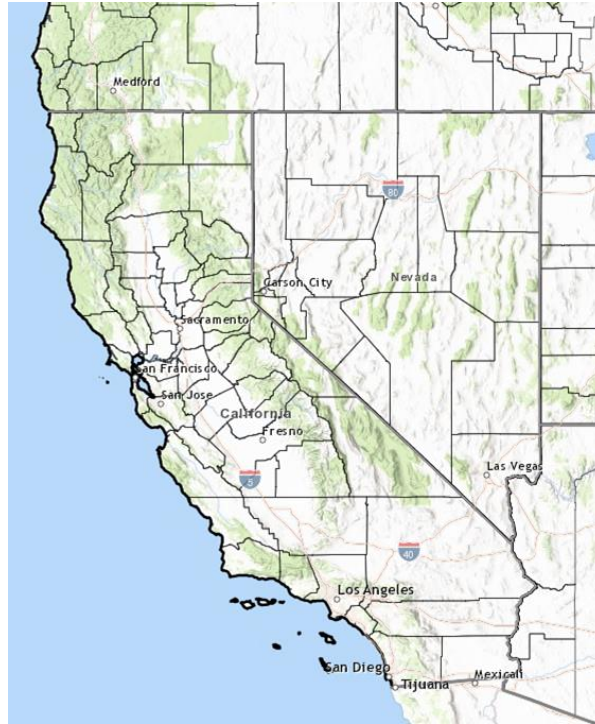 Medford
80
Carson City
Nevada
Sacramento
San Francisco
San Jose
California
Fresno
Las Vegas
5
40
Los Angeles
San Diego
Tijuana
Mexicali